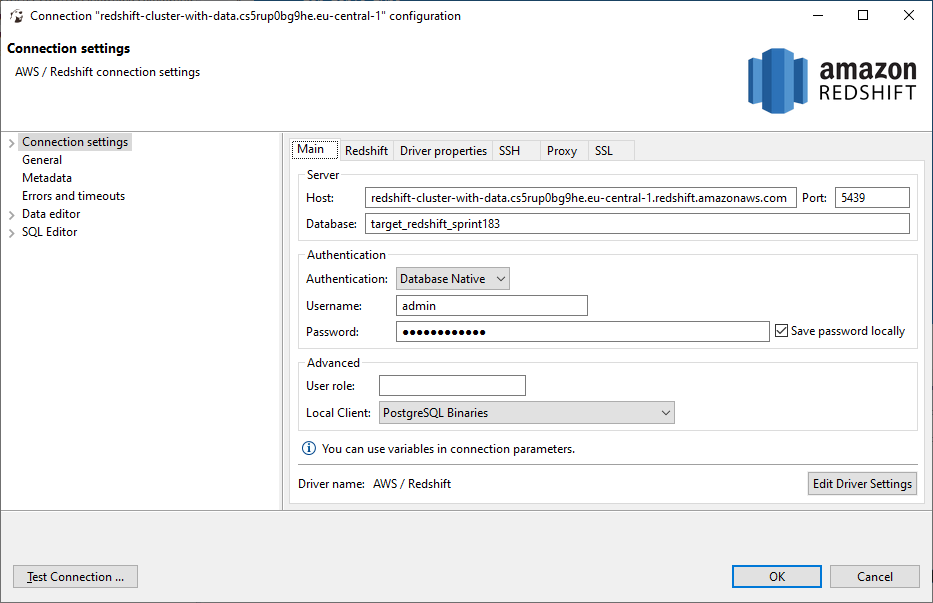 Connection "redshift-cluster-with-data.cs5rup0bg9he.eu-central-1" configuration
Connection settings
AWS / Redshift connection settings
amazon
REDSHIFT
Connection settings
General
Metadata
Errors and timeouts
Data editor
SQL Editor
Main Redshift Driver properties SSH Proxy SSL
Server
Host: redshift-cluster-with-data.cs5rup0bg9he.eu-central-1.redshift.amazonaws.com Port: 5439
Database: target_redshift_sprint183
Authentication
Authentication: Database Native
Username: admin
Password: ●●●●●●●●●●●● Save password locally
Advanced
User role:
Local Client: PostgreSQL Binaries
You can use variables in connection parameters.
Driver name: AWS / Redshift Edit Driver Settings
Test Connection ... OK Cancel